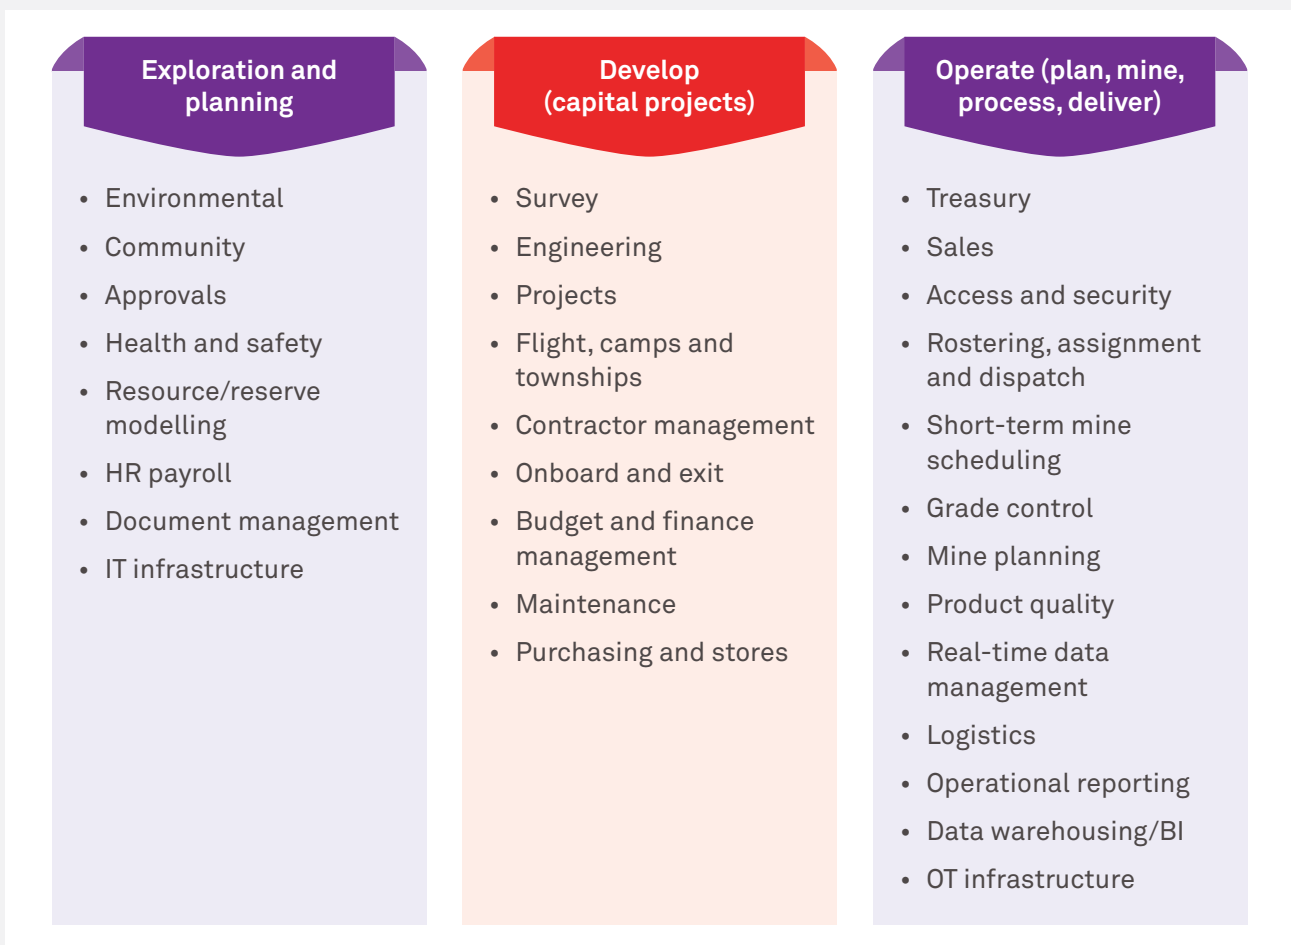 Exploration and
planning
• Environmental
• Community
• Approvals
• Health and safety
• Resource/reserve
modelling
• HR payroll
• Document management
• IT infrastructure
Develop
(capital projects)
• Survey
• Engineering
• Projects
• Flight, camps and
townships
• Contractor management
• Onboard and exit
• Budget and finance
management
• Maintenance
• Purchasing and stores
Operate (plan, mine,
process, deliver)
• Treasury
• Sales
• Access and security
• Rostering, assignment
and dispatch
• Short-term mine
scheduling
• Grade control
• Mine planning
• Product quality
• Real-time data
management
• Logistics
• Operational reporting
• Data warehousing/BI
• OT infrastructure